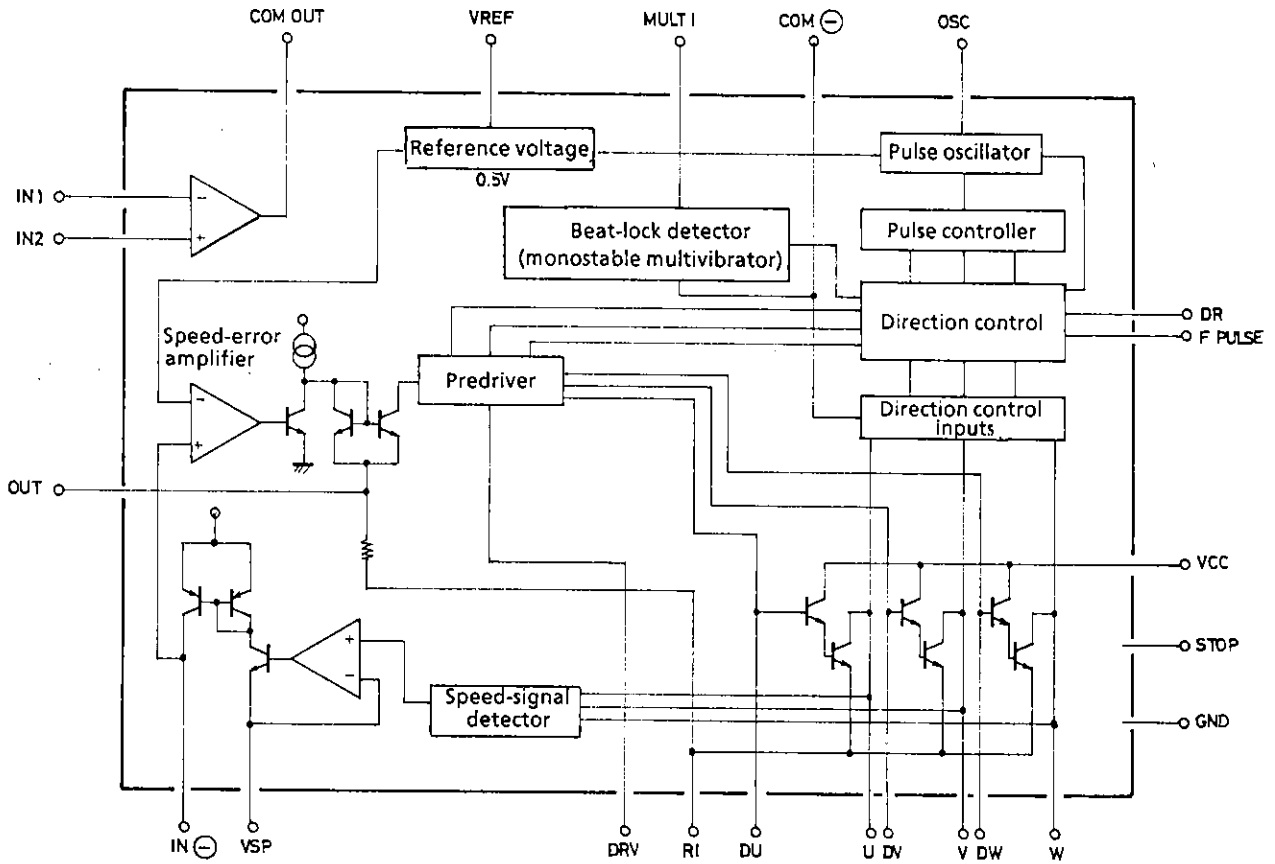 COM OUT
VREF
MULTI
COM ⊖
OSC
Reference voltage
0.5V
Pulse oscillator
IN1
IN2
-
+
Beat-lock detector
(monostable multivibrator)
Pulse controller
Direction control
DR
F PULSE
Speed-error
amplifier
Predriver
-
+
Direction control
inputs
OUT
VCC
STOP
+
-
Speed-signal
detector
GND
IN ⊖
VSP
DRV
RI
DU
U
DV
V
DW
W